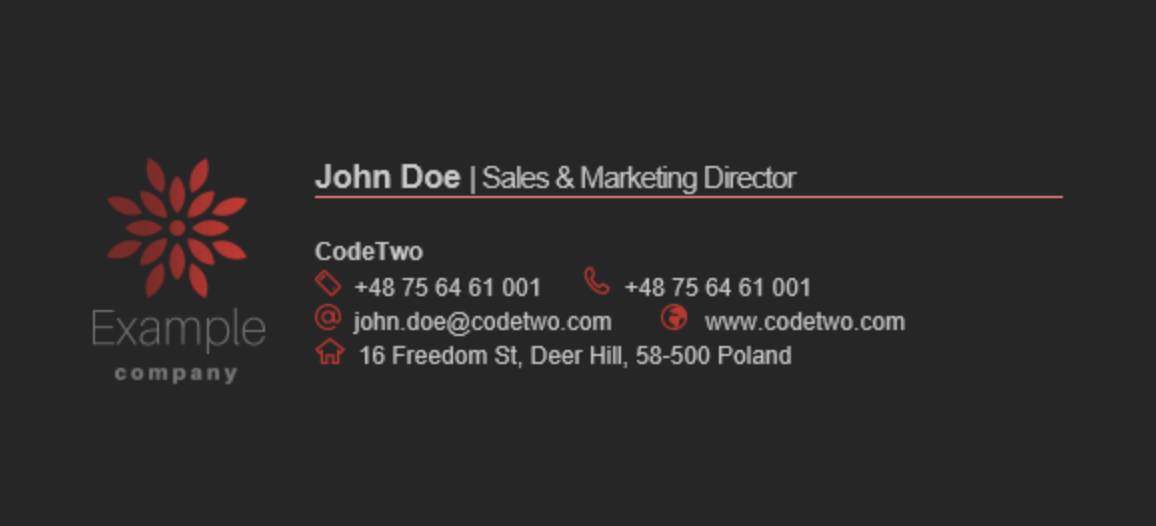 John Doe | Sales & Marketing Director
CodeTwo
+48 75 64 61 001 +48 75 64 61 001
@ john.doe@codetwo.com www.codetwo.com
16 Freedom St, Deer Hill, 58-500 Poland
Example
company